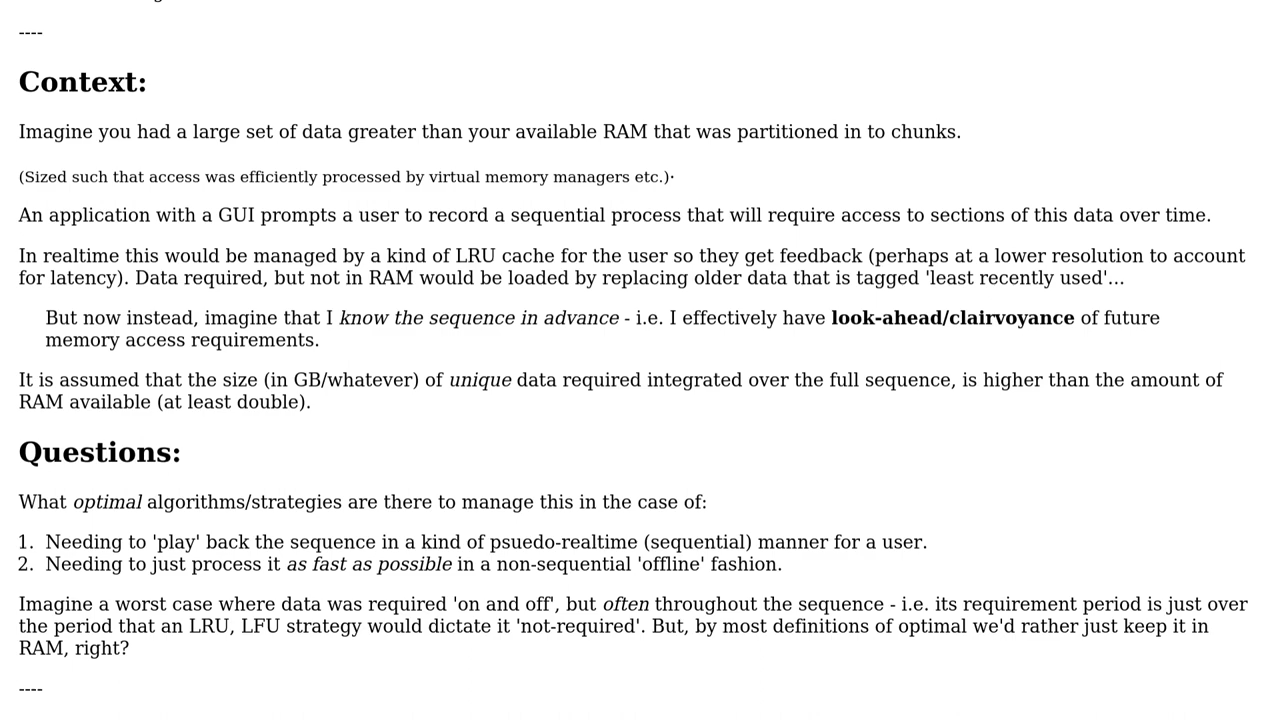 ----
Context:
Imagine you had a large set of data greater than your available RAM that was partitioned in to chunks.
(Sized such that access was efficiently processed by virtual memory managers etc.)·
An application with a GUI prompts a user to record a sequential process that will require access to sections of this data over time.
In realtime this would be managed by a kind of LRU cache for the user so they get feedback (perhaps at a lower resolution to account
for latency). Data required, but not in RAM would be loaded by replacing older data that is tagged 'least recently used'...
But now instead, imagine that I know the sequence in advance - i.e. I effectively have look-ahead/clairvoyance of future
memory access requirements.
It is assumed that the size (in GB/whatever) of unique data required integrated over the full sequence, is higher than the amount of
RAM available (at least double).
Questions:
What optimal algorithms/strategies are there to manage this in the case of:
1. Needing to 'play' back the sequence in a kind of psuedo-realtime (sequential) manner for a user.
2. Needing to just process it as fast as possible in a non-sequential 'offline' fashion.
Imagine a worst case where data was required 'on and off', but often throughout the sequence - i.e. its requirement period is just over
the period that an LRU, LFU strategy would dictate it 'not-required'. But, by most definitions of optimal we'd rather just keep it in
RAM, right?
----